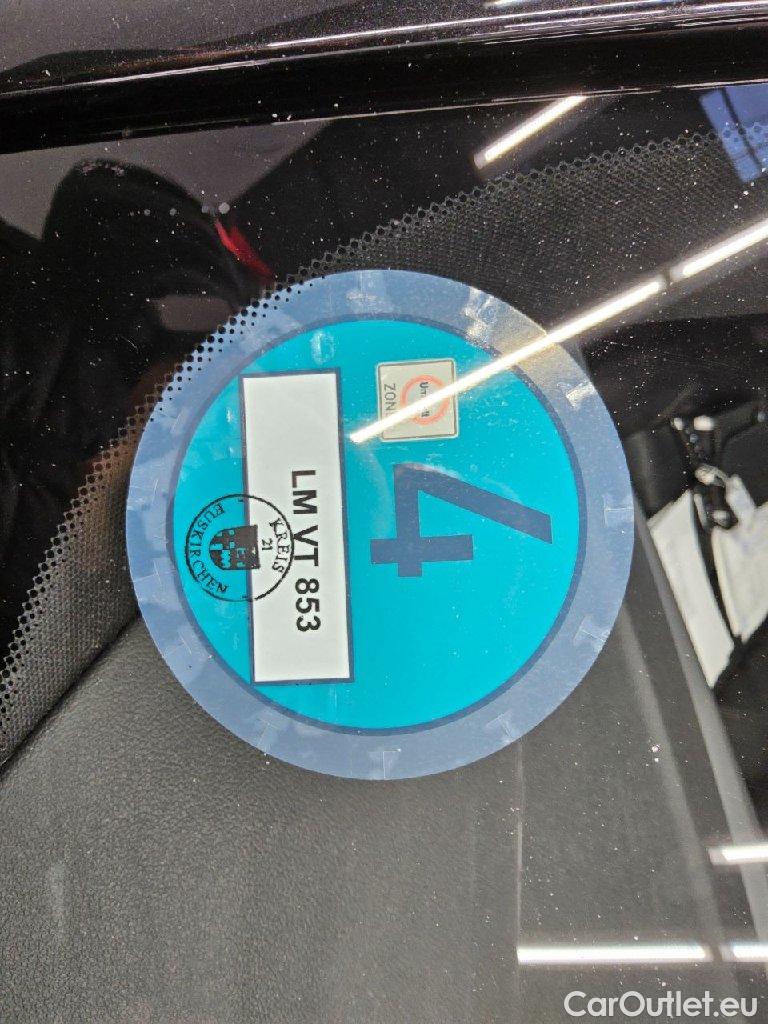 Umwelt
ZONE
4
LM VT 853
KREIS
21
EUSKIRCHEN
CarOutlet.eu